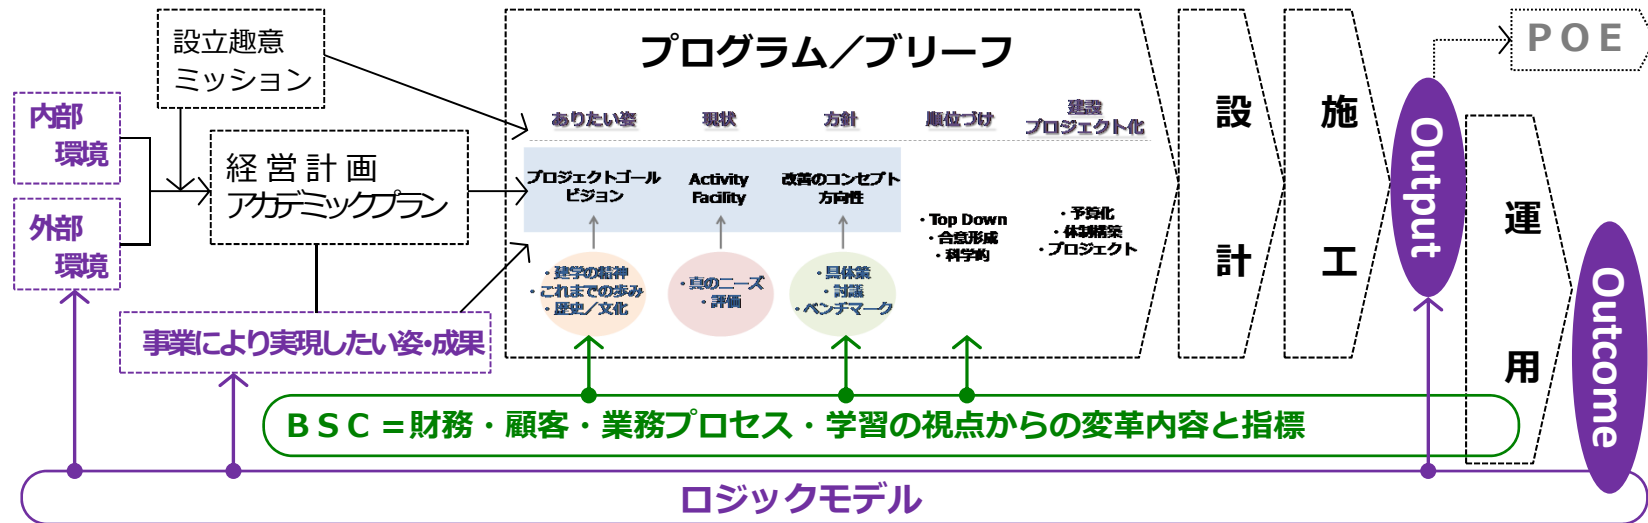 設立趣意
ミッション
内部
環境
外部
環境
経営計画
アカデミックプラン
事業により実現したい姿・成果
プログラム／ブリーフ
ありたい姿
現状
方針
順位づけ
建設
プロジェクト化
プロジェクトゴール
ビジョン
Activity
Facility
改善のコンセプト
方向性
・Top Down
・合意形成
・科学的
・予算化
・体制構築
・プロジェクト
・建学の精神
・これまでの歩み
・歴史／文化
・真のニーズ
・評価
・具体策
・討議
・ベンチマーク
設
計
施
工
Output
POE
運
用
Outcome
BSC＝財務・顧客・業務プロセス・学習の視点からの変革内容と指標
ロジックモデル